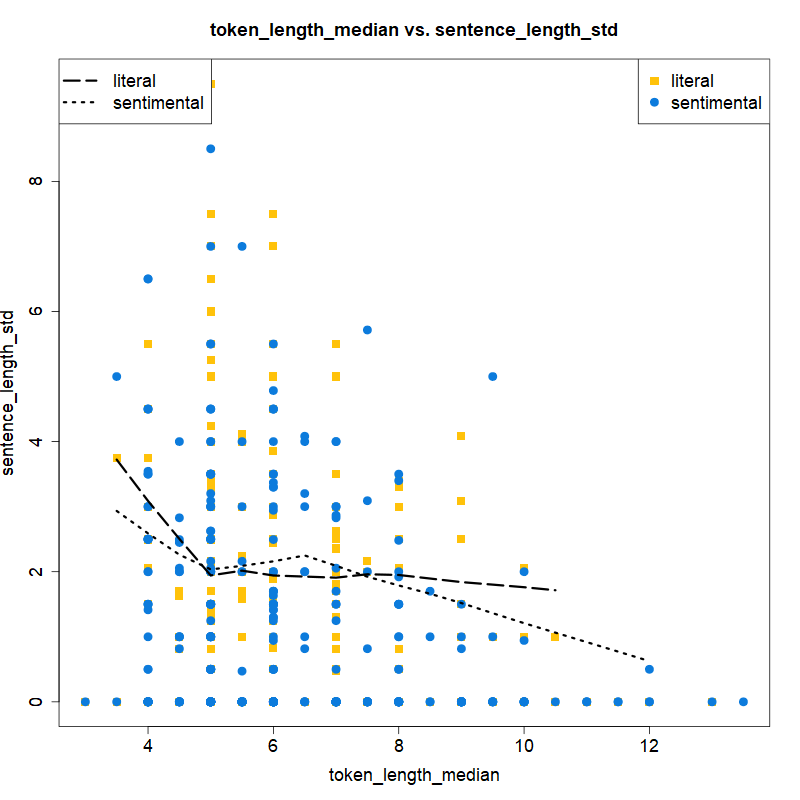 token_length_median vs. sentence_length_std
literal
sentimental
literal
sentimental
sentence_length_std
8
6
4
2
0
4 6 8 10 12
token_length_median